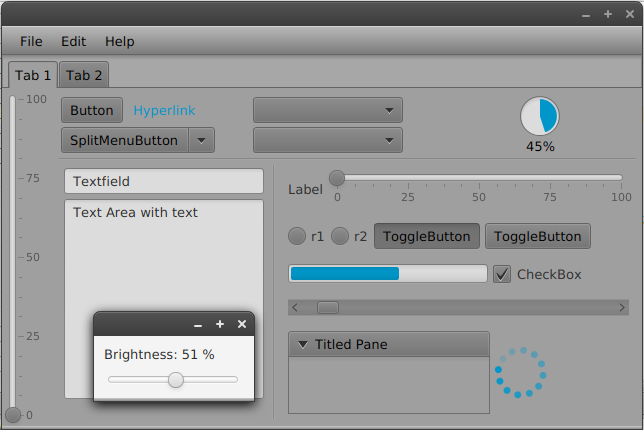 File Edit Help
Tab 1 Tab 2
100
75
50
25
0
Button Hyperlink
SplitMenuButton
45%
Textfield
Text Area with text
Label
0 25 50 75 100
r1 r2 ToggleButton ToggleButton
CheckBox
Titled Pane
Brightness: 51 %